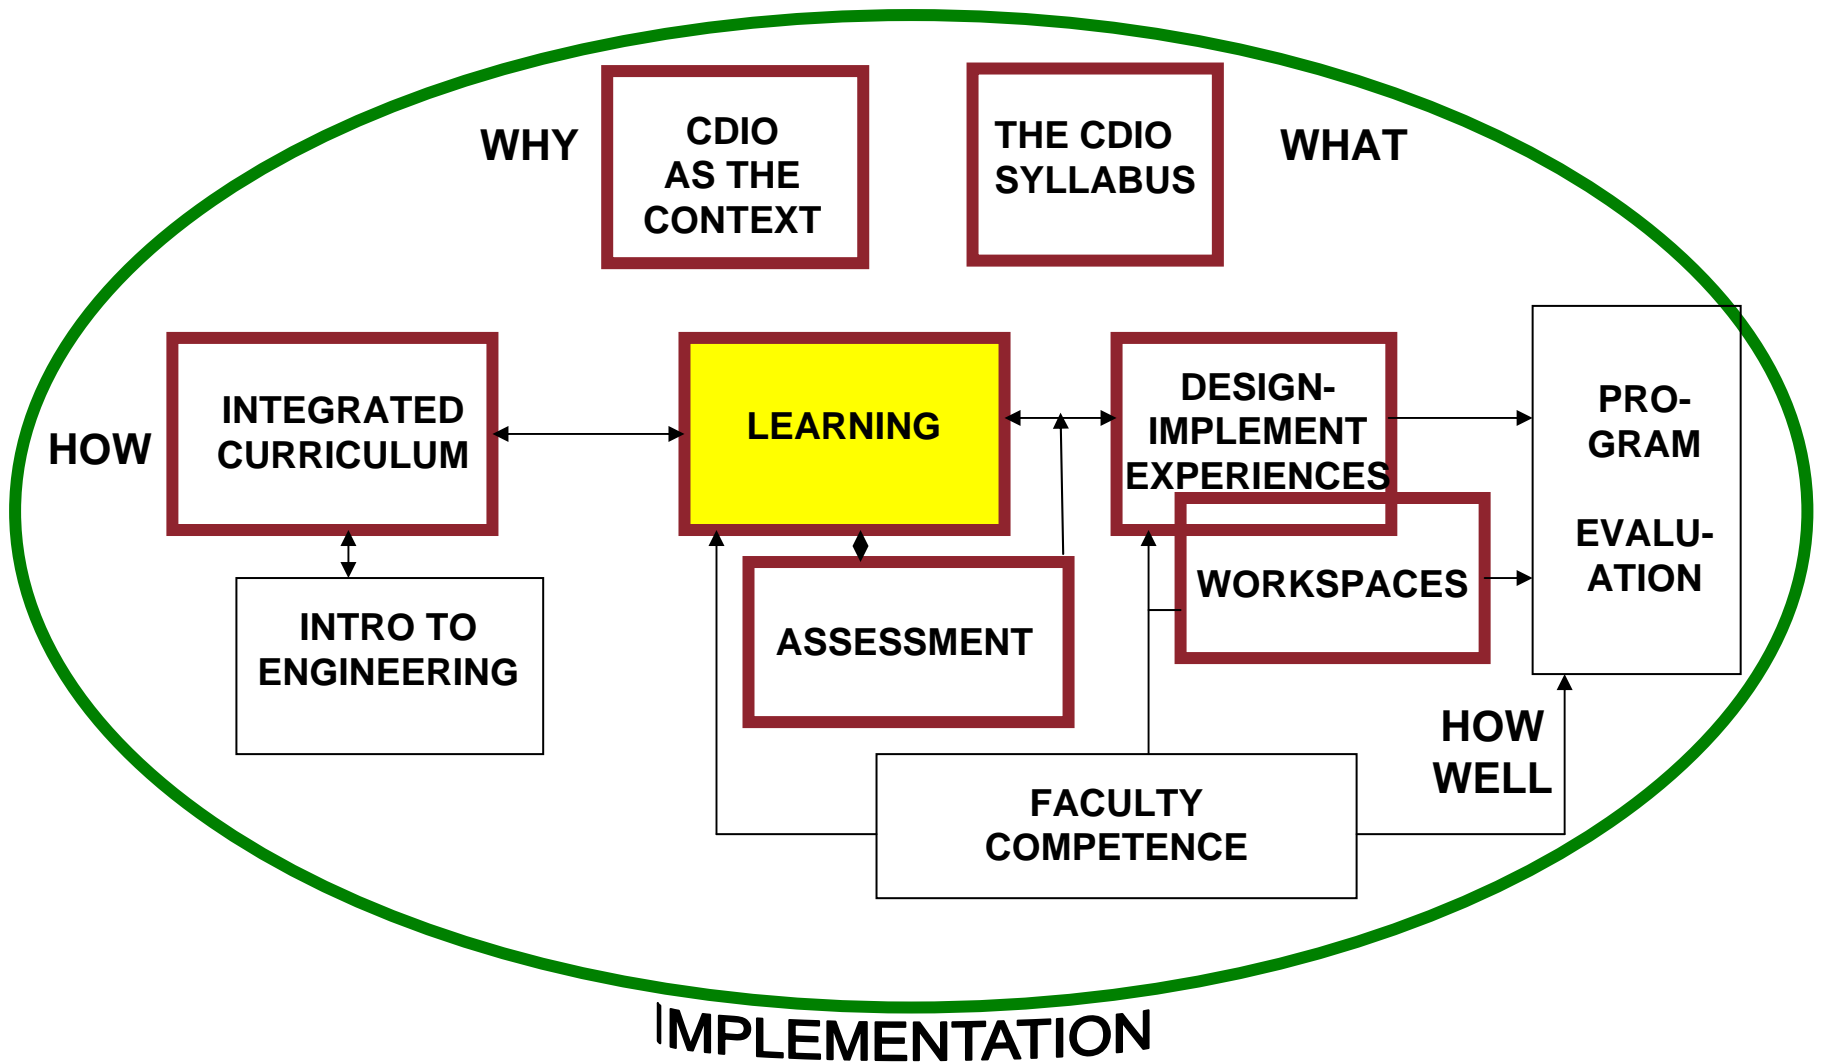 WHY
CDIO
AS THE
CONTEXT
THE CDIO
SYLLABUS
WHAT
HOW
INTEGRATED
CURRICULUM
LEARNING
DESIGN-
IMPLEMENT
EXPERIENCES
PRO-
GRAM
EVALU-
ATION
INTRO TO
ENGINEERING
ASSESSMENT
WORKSPACES
HOW
WELL
FACULTY
COMPETENCE
IMPLEMENTATION